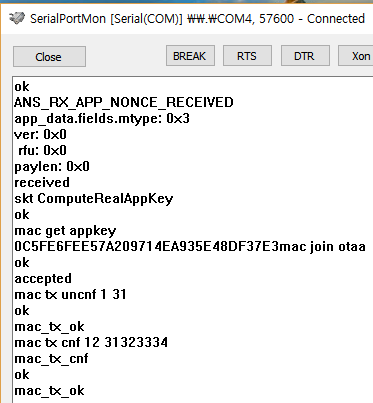 SerialPortMon [Serial(COM)] ₩₩.₩COM4, 57600 - Connected
Close BREAK RTS DTR Xon
ok
ANS_RX_APP_NONCE_RECEIVED
app_data.fields.mtype: 0x3
ver: 0x0
rfu: 0x0
paylen: 0x0
received
skt ComputeRealAppKey
ok
mac get appkey
0C5FE6FEE57A209714EA935E48DF37E3mac join otaa
ok
accepted
mac tx uncnf 1 31
ok
mac_tx_ok
mac tx cnf 12 31323334
mac_tx_cnf
ok
mac_tx_ok